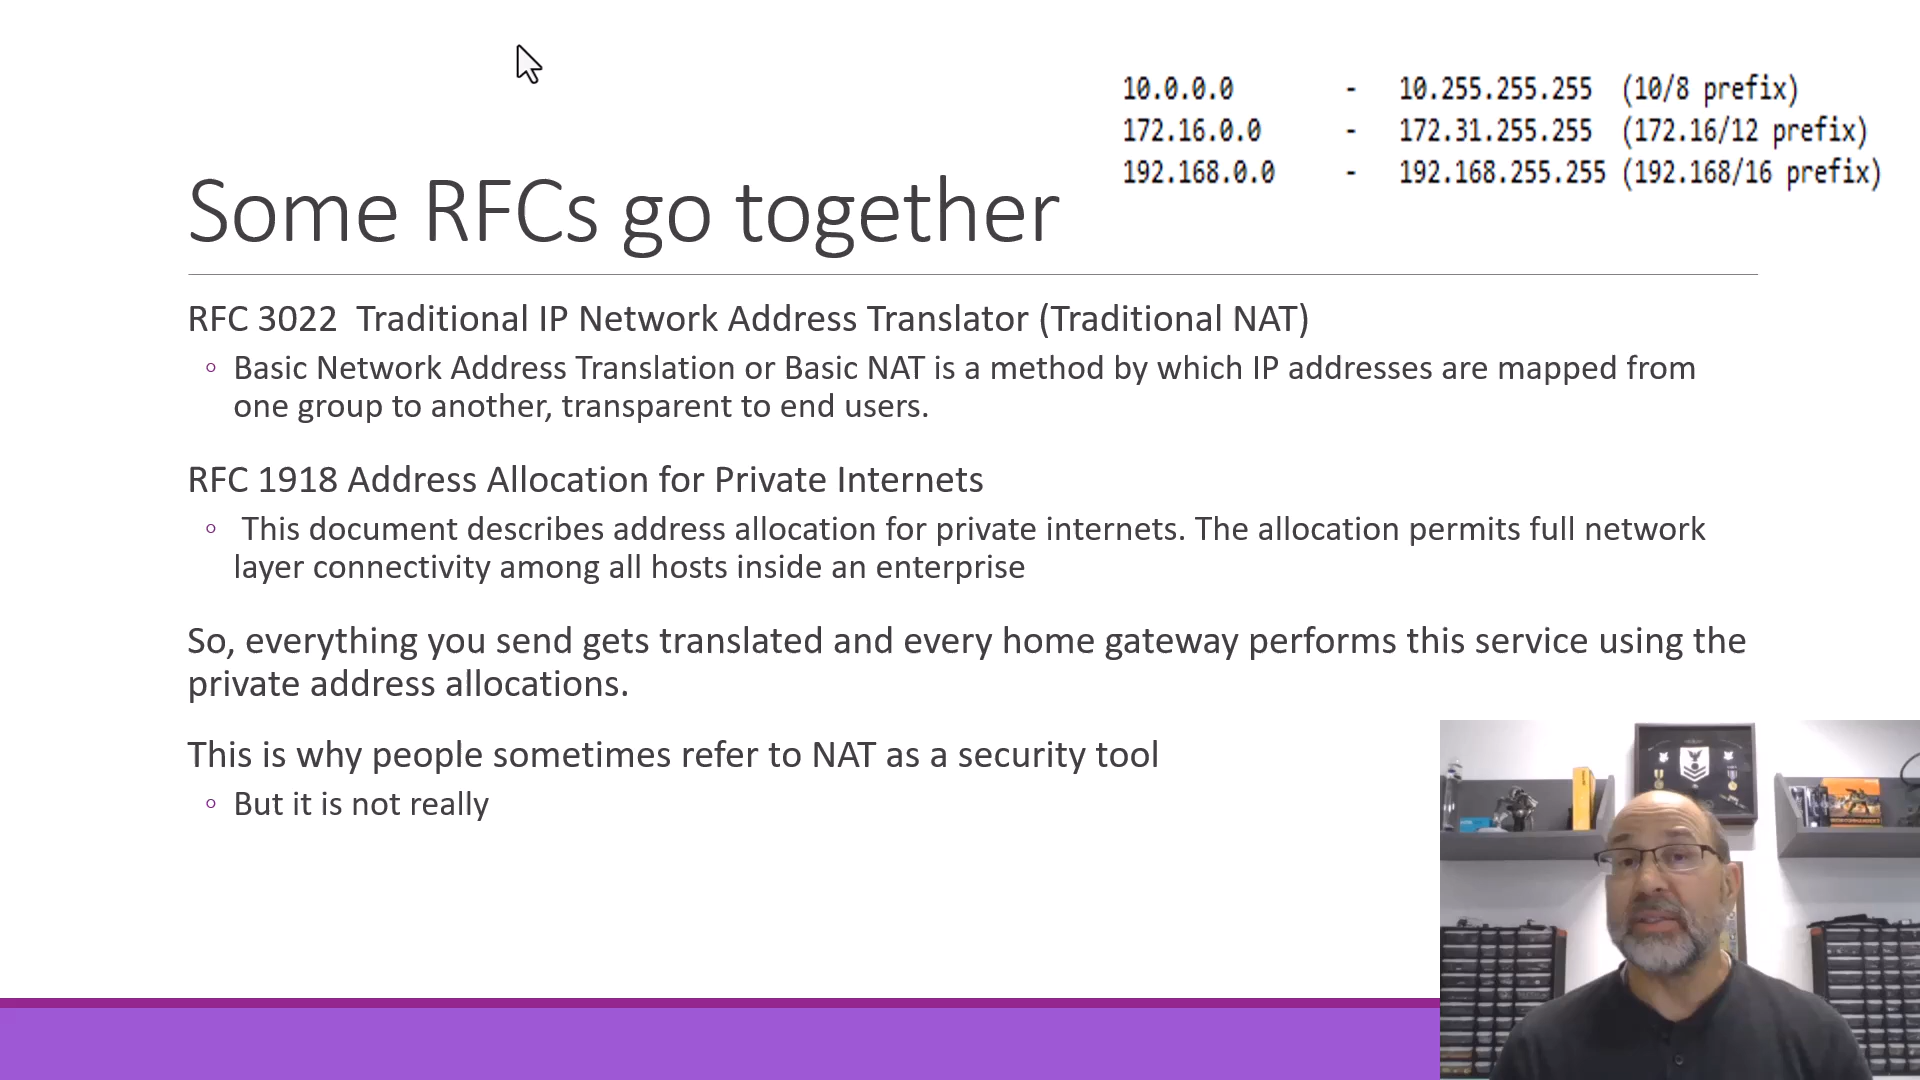 10.0.0.0 - 10.255.255.255 (10/8 prefix)
172.16.0.0 - 172.31.255.255 (172.16/12 prefix)
192.168.0.0 - 192.168.255.255 (192.168/16 prefix)
Some RFCs go together
RFC 3022 Traditional IP Network Address Translator (Traditional NAT)
◦ Basic Network Address Translation or Basic NAT is a method by which IP addresses are mapped from
one group to another, transparent to end users.
RFC 1918 Address Allocation for Private Internets
◦ This document describes address allocation for private internets. The allocation permits full network
layer connectivity among all hosts inside an enterprise
So, everything you send gets translated and every home gateway performs this service using the
private address allocations.
This is why people sometimes refer to NAT as a security tool
◦ But it is not really